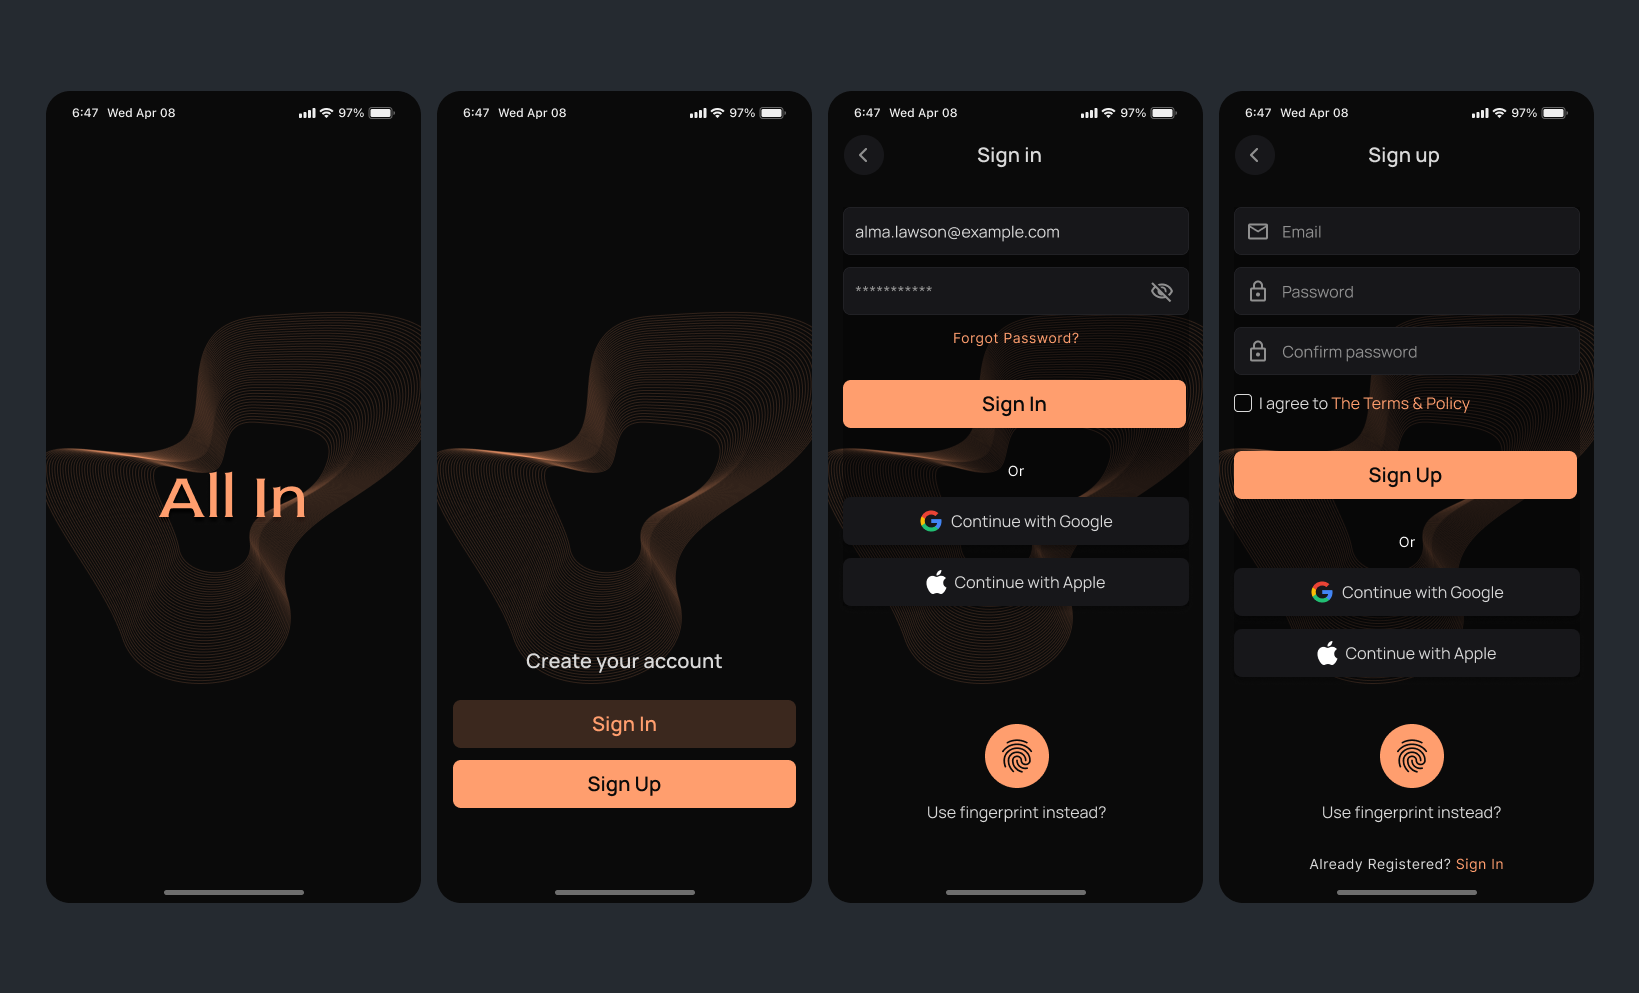 6:47 Wed Apr 08 97%
All In
6:47 Wed Apr 08 97%
Create your account
Sign In
Sign Up
6:47 Wed Apr 08 97%
Sign in
alma.lawson@example.com
***********
Forgot Password?
Sign In
Or
Continue with Google
Continue with Apple
Use fingerprint instead?
6:47 Wed Apr 08 97%
Sign up
Email
Password
Confirm password
I agree to The Terms & Policy
Sign Up
Or
Continue with Google
Continue with Apple
Use fingerprint instead?
Already Registered? Sign In